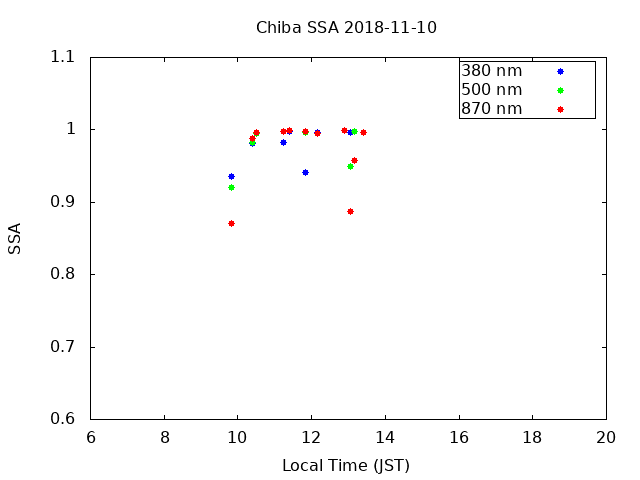 Chiba SSA 2018-11-10
1.1
1
0.9
0.8
0.7
0.6
SSA
380 nm
500 nm
870 nm
6 8 10 12 14 16 18 20
Local Time (JST)